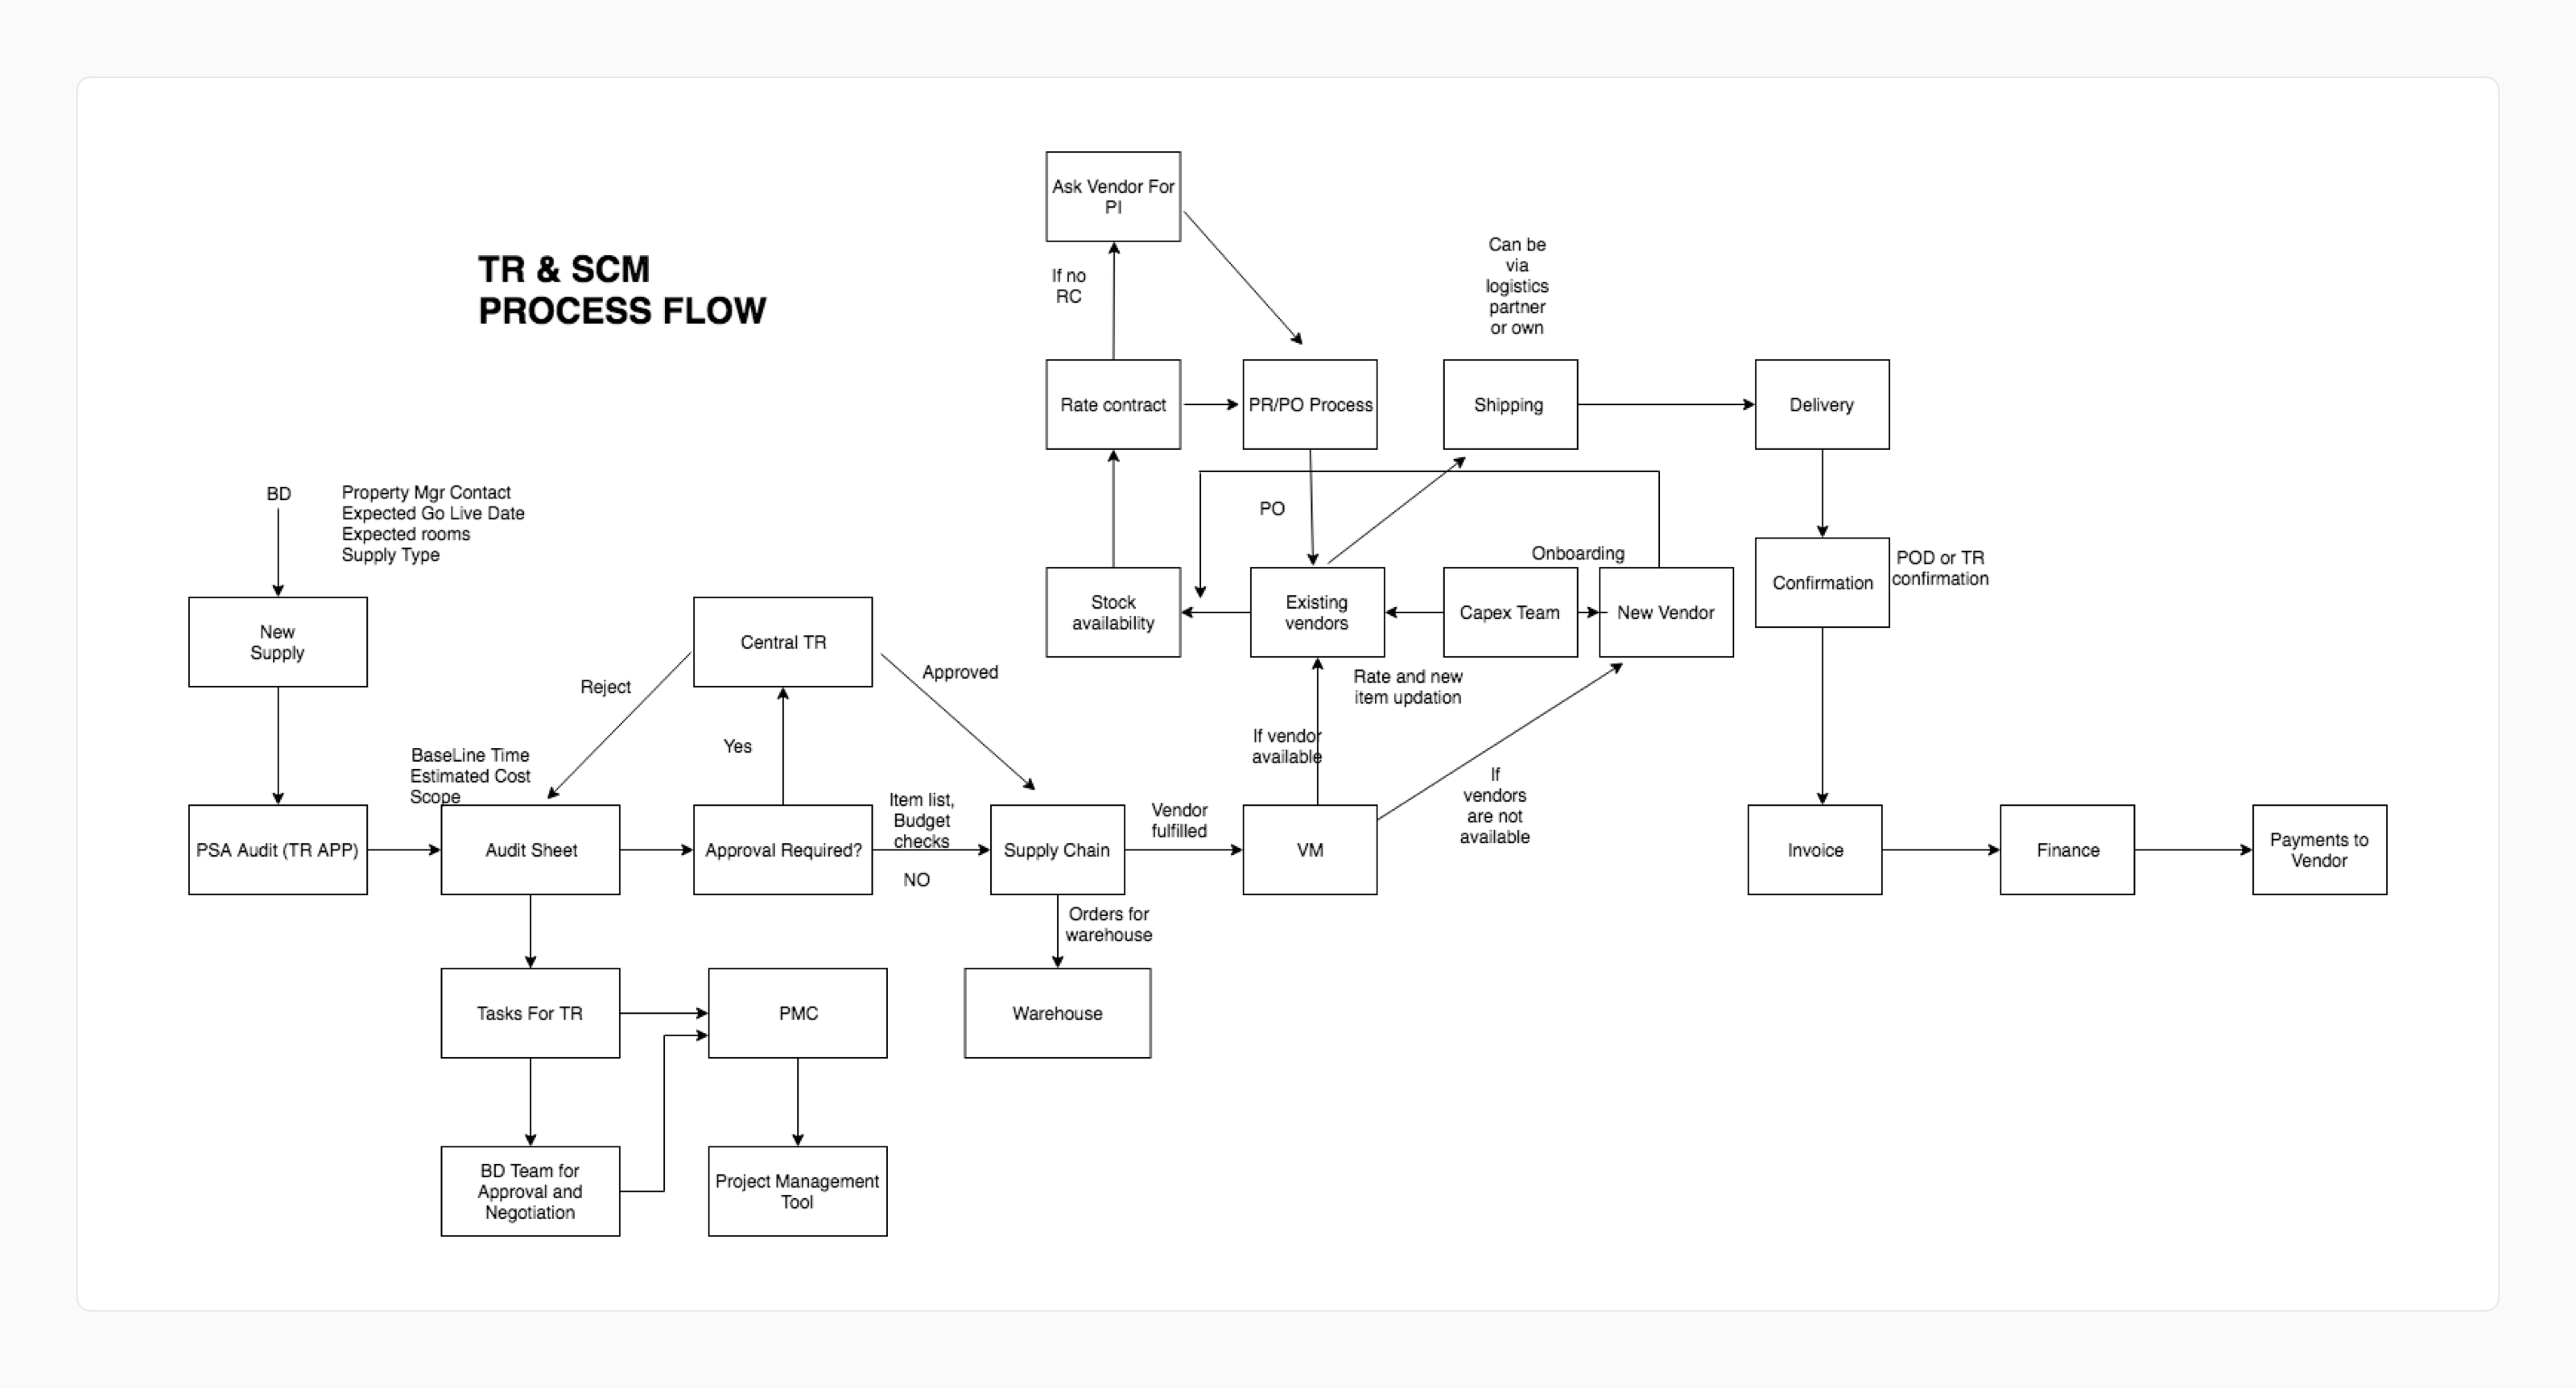 Ask Vendor For
PI
TR & SCM
PROCESS FLOW
If no
RC
Can be
via
logistics
partner
or own
Rate contract
PR/PO Process
Shipping
Delivery
BD
Property Mgr Contact
Expected Go Live Date
Expected rooms
Supply Type
PO
Onboarding
New
Supply
Central TR
Stock
availability
Existing
vendors
Capex Team
New Vendor
Confirmation
POD or TR
confirmation
Reject
Approved
Rate and new
item updation
Yes
If vendor
available
BaseLine Time
Estimated Cost
Scope
If
vendors
are not
available
Item list,
Budget
checks
Vendor
fulfilled
PSA Audit (TR APP)
Audit Sheet
Approval Required?
NO
Supply Chain
VM
Invoice
Finance
Payments to
Vendor
Orders for
warehouse
Tasks For TR
PMC
Warehouse
BD Team for
Approval and
Negotiation
Project Management
Tool